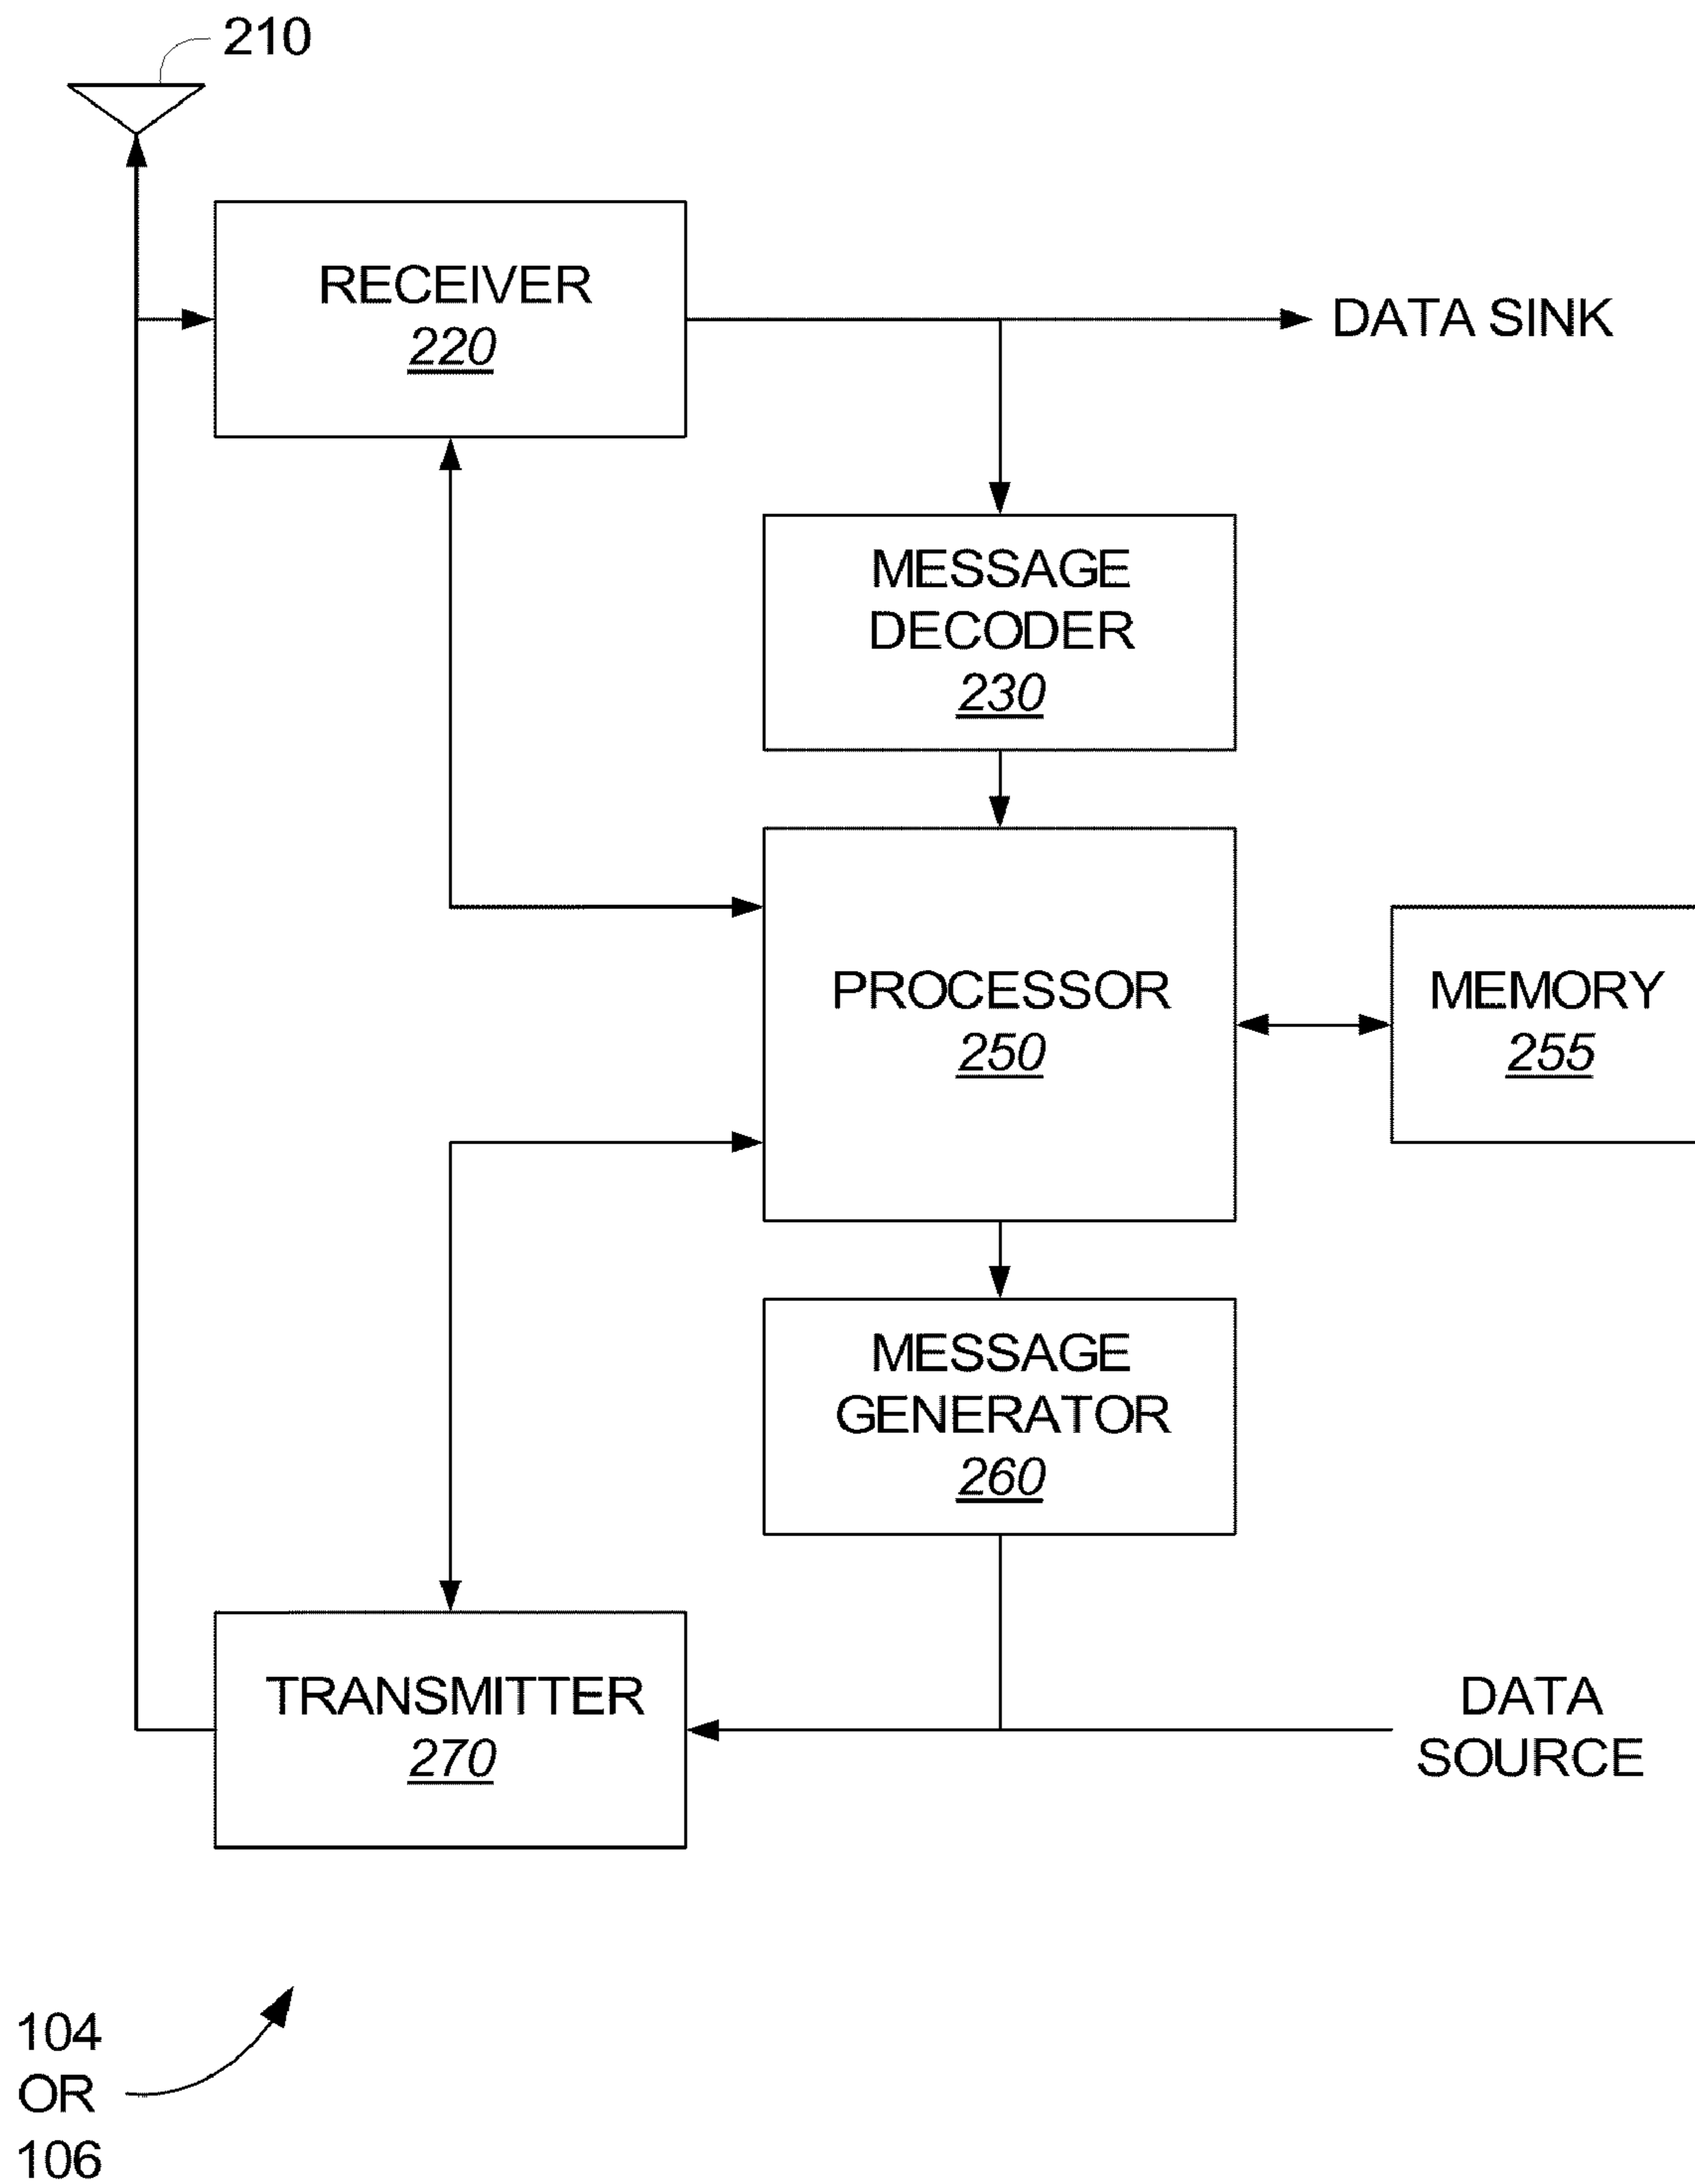 210
RECEIVER
220
DATA SINK
MESSAGE
DECODER
230
PROCESSOR
250
MEMORY
255
MESSAGE
GENERATOR
260
TRANSMITTER
270
DATA
SOURCE
104
OR
106